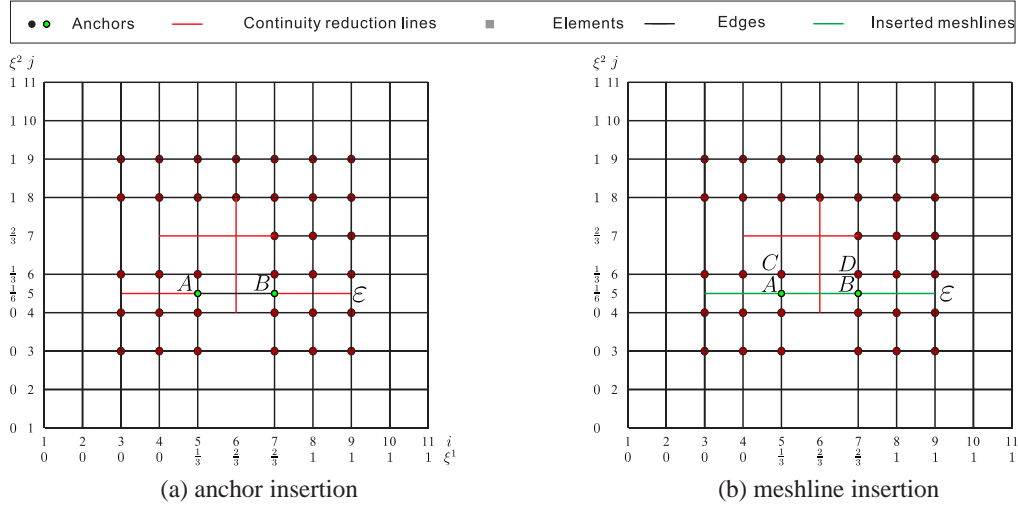 Anchors Continuity reduction lines Elements Edges Inserted meshlines
ξ² j ξ² j
1 11 1 11
1 10 1 10
1 9 1 9
1 8 1 8
2/3 7 2/3 7
C D
1/3 6 1/3 6
A B A B
1/6 5 ε 1/6 5 ε
0 4 0 4
0 3 0 3
0 2 0 2
0 1 0 1
1 2 3 4 5 6 7 8 9 10 11 i 1 2 3 4 5 6 7 8 9 10 11
0 0 0 0 1/3 2/3 2/3 1 1 1 1 ξ¹ 0 0 0 0 1/3 2/3 2/3 1 1 1 1
(a) anchor insertion (b) meshline insertion